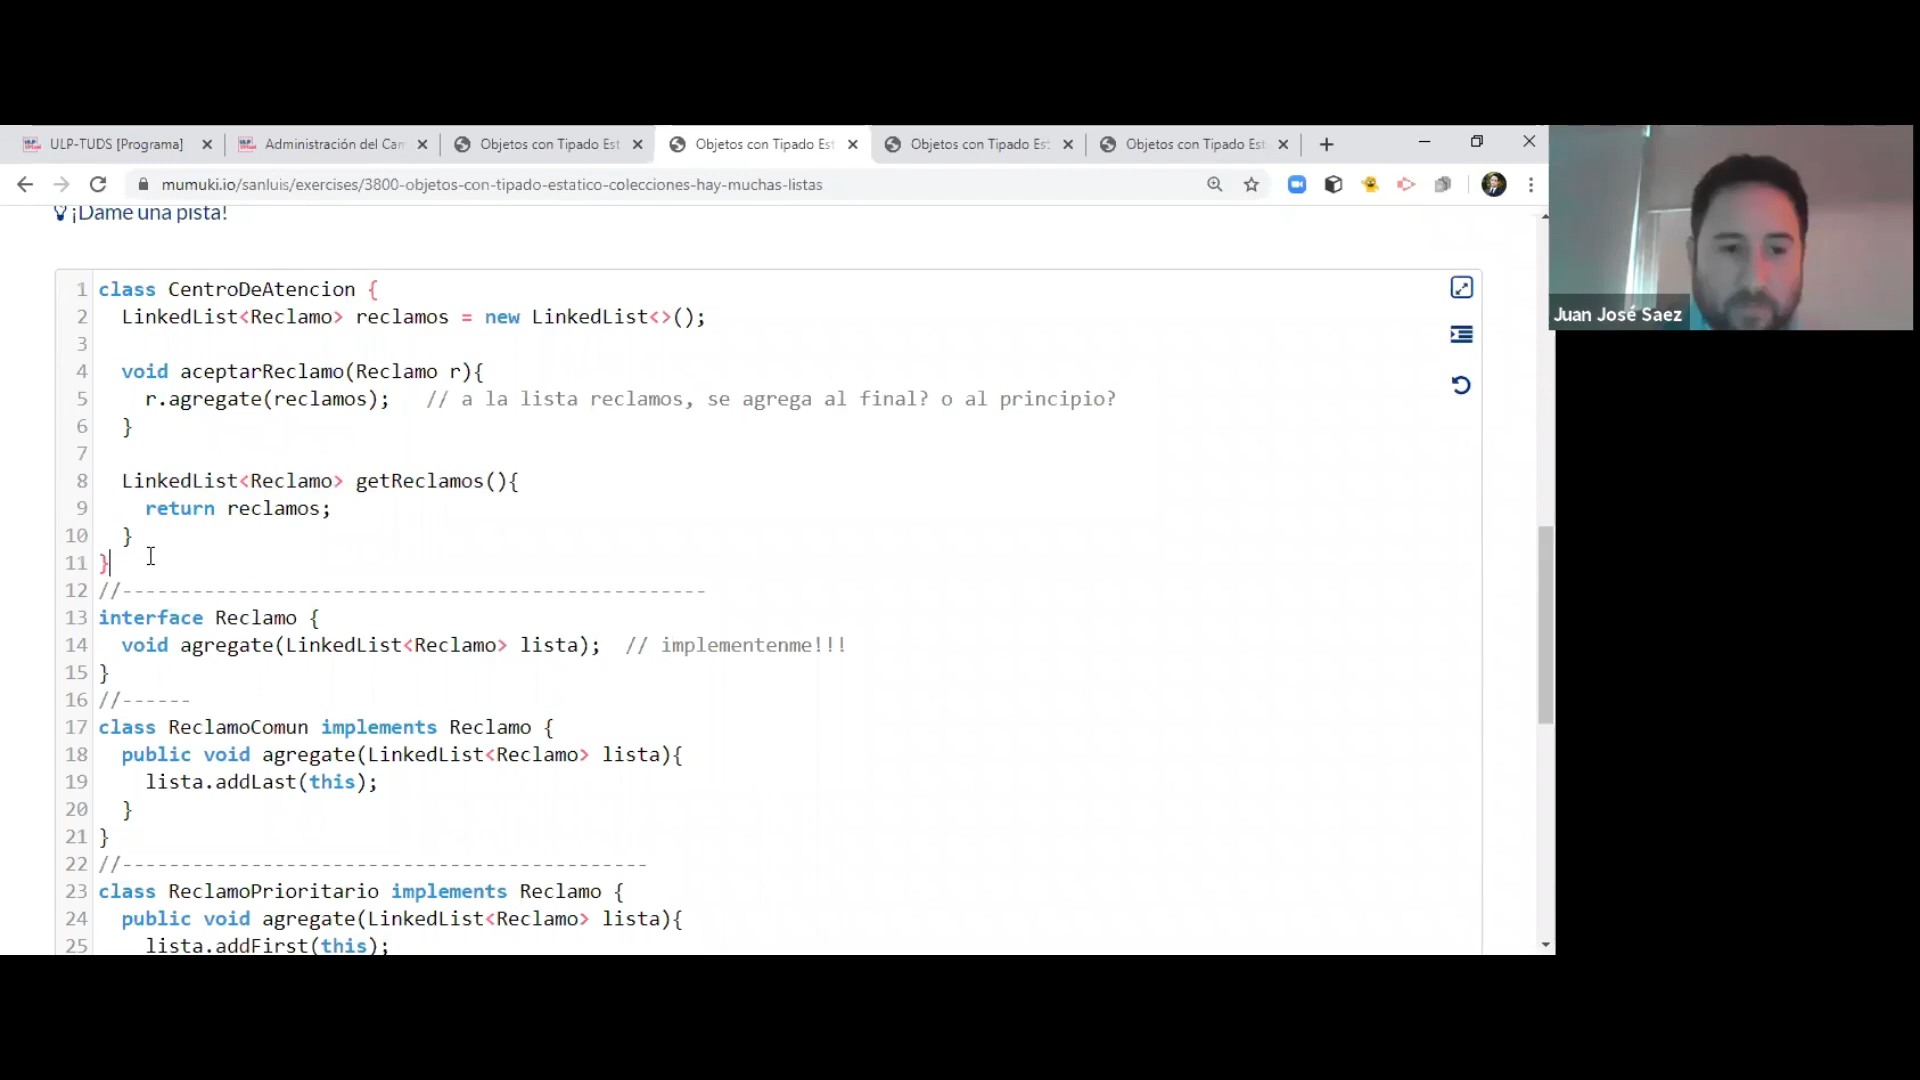 ULP-TUDS [Programa]
Administración del Can
Objetos con Tipado Est
Objetos con Tipado Est
Objetos con Tipado Est
Objetos con Tipado Est
mumuki.io/sanluis/exercises/3800-objetos-con-tipado-estatico-colecciones-hay-muchas-listas
¡Dame una pista!
Juan José Saez
1 class CentroDeAtencion {
2 LinkedList<Reclamo> reclamos = new LinkedList<>();
3
4 void aceptarReclamo(Reclamo r){
5 r.agregate(reclamos); // a la lista reclamos, se agrega al final? o al principio?
6 }
7
8 LinkedList<Reclamo> getReclamos(){
9 return reclamos;
10 }
11 }
12 //--------------------------------------------------
13 interface Reclamo {
14 void agregate(LinkedList<Reclamo> lista); // implementenme!!!
15 }
16 //------
17 class ReclamoComun implements Reclamo {
18 public void agregate(LinkedList<Reclamo> lista){
19 lista.addLast(this);
20 }
21 }
22 //---------------------------------------------
23 class ReclamoPrioritario implements Reclamo {
24 public void agregate(LinkedList<Reclamo> lista){
25 lista.addFirst(this);